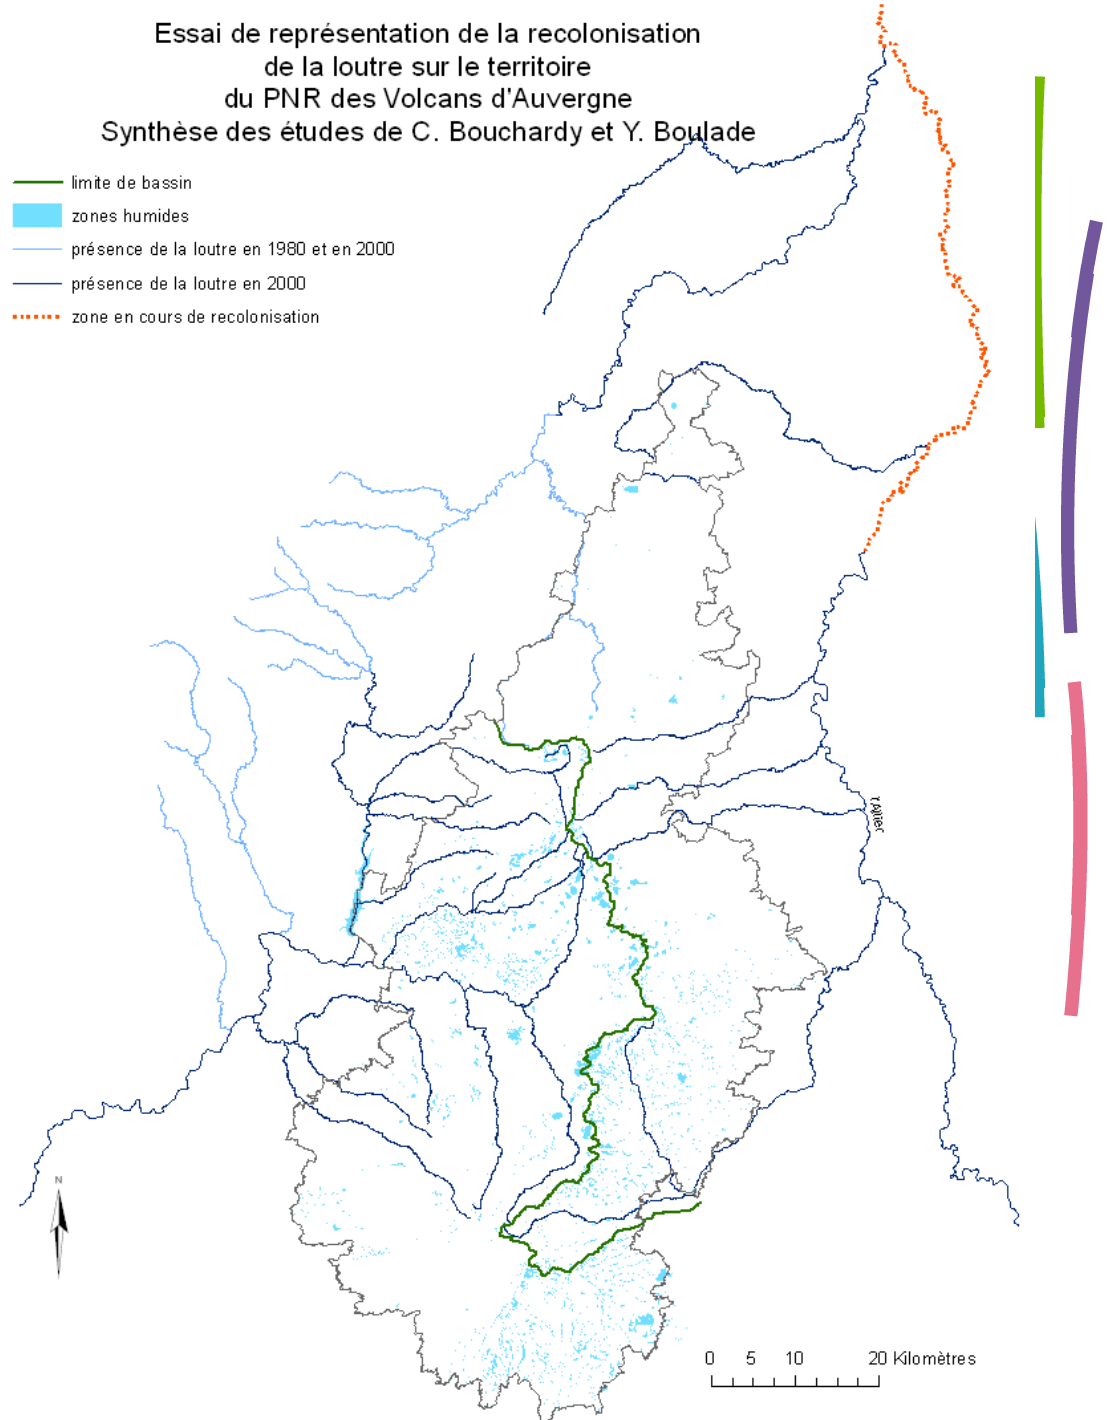 Essai de représentation de la recolonisation
de la loutre sur le territoire
du PNR des Volcans d'Auvergne
Synthèse des études de C. Bouchardy et Y. Boulade
limite de bassin
zones humides
présence de la loutre en 1980 et en 2000
présence de la loutre en 2000
zone en cours de recolonisation
N
0 5 10 20 Kilomètres